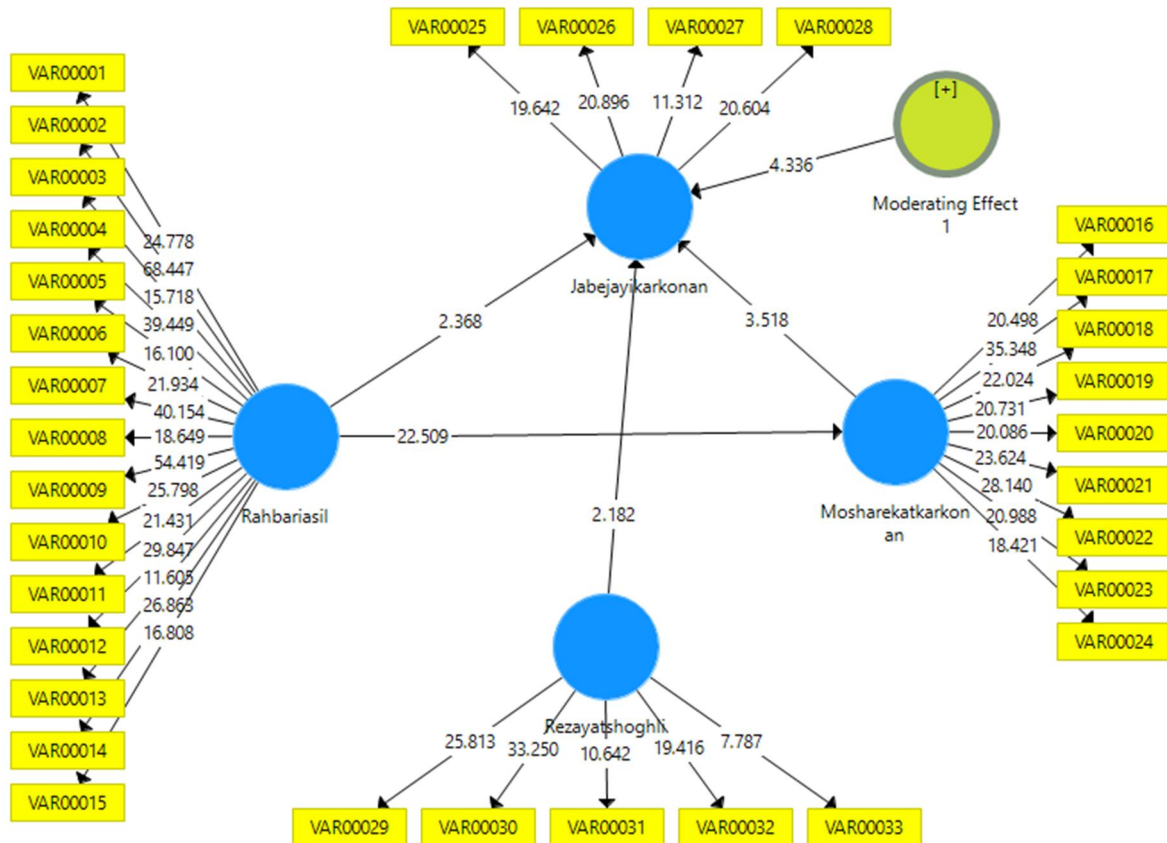 VAR00025
VAR00026
VAR00027
VAR00028
VAR00001
VAR00002
VAR00003
VAR00004
VAR00005
VAR00006
VAR00007
VAR00008
VAR00009
VAR00010
VAR00011
VAR00012
VAR00013
VAR00014
VAR00015
19.642
20.896
11.312
20.604
[+]
4.336
Moderating Effect
1
Jabejayikarkonan
24.778
68.447
15.718
39.449
16.100
21.934
40.154
18.649
54.419
25.798
21.431
29.847
11.605
26.863
16.808
Rahbariasil
2.368
3.518
22.509
2.182
Mosharekatkarkon
an
20.498
35.348
22.024
20.731
20.086
23.624
28.140
20.988
18.421
VAR00016
VAR00017
VAR00018
VAR00019
VAR00020
VAR00021
VAR00022
VAR00023
VAR00024
Rezayatshoghli
25.813
33.250
10.642
19.416
7.787
VAR00029
VAR00030
VAR00031
VAR00032
VAR00033